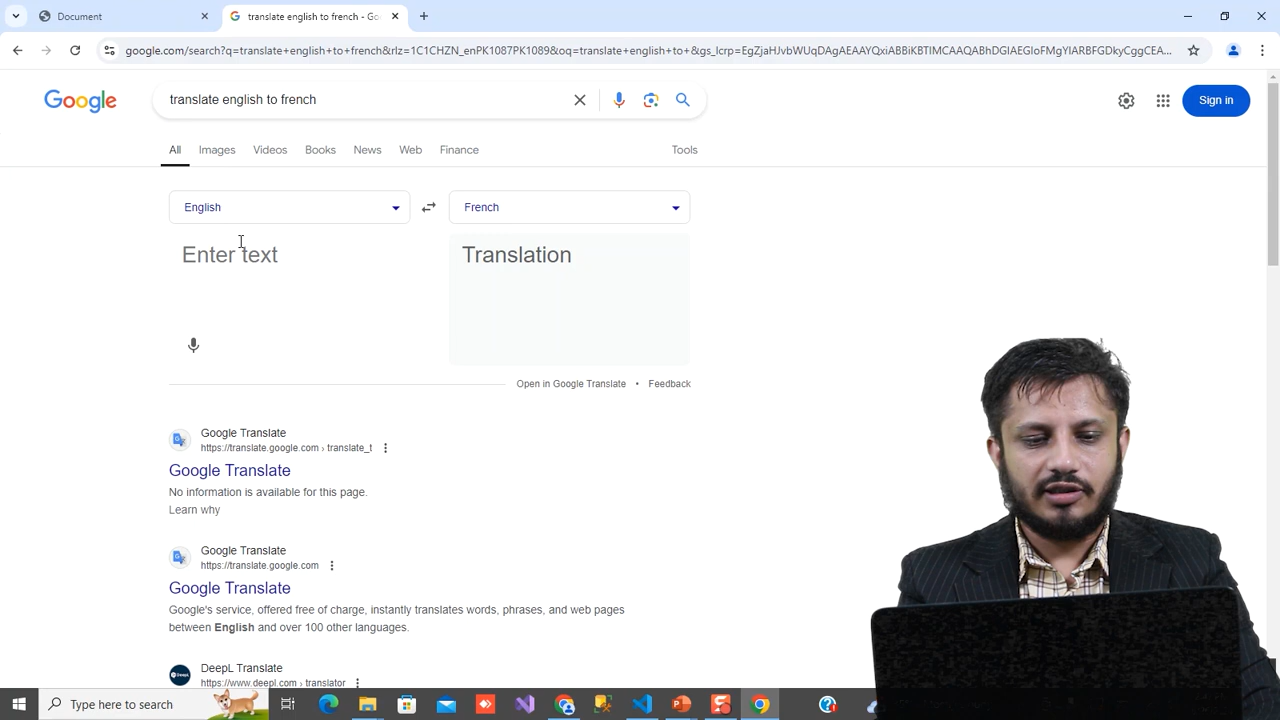 Document
translate english to french - Go
google.com/search?q=translate+english+to+french&rlz=1C1CHZN_enPK1087PK1089&oq=translate+english+to+&gs_lcrp=EgZjaHJvbWUqDAgAEAAYQxiABBiKBTIMCAAQABhDGIAEGIoFMgYIARBFGDkyCggCEA...
Google
translate english to french
Sign in
All Images Videos Books News Web Finance Tools
English French
Enter text Translation
Open in Google Translate • Feedback
Google Translate
https://translate.google.com › translate_t
Google Translate
No information is available for this page.
Learn why
Google Translate
https://translate.google.com
Google Translate
Google's service, offered free of charge, instantly translates words, phrases, and web pages
between English and over 100 other languages.
DeepL Translate
https://www.deepl.com › translator
Type here to search